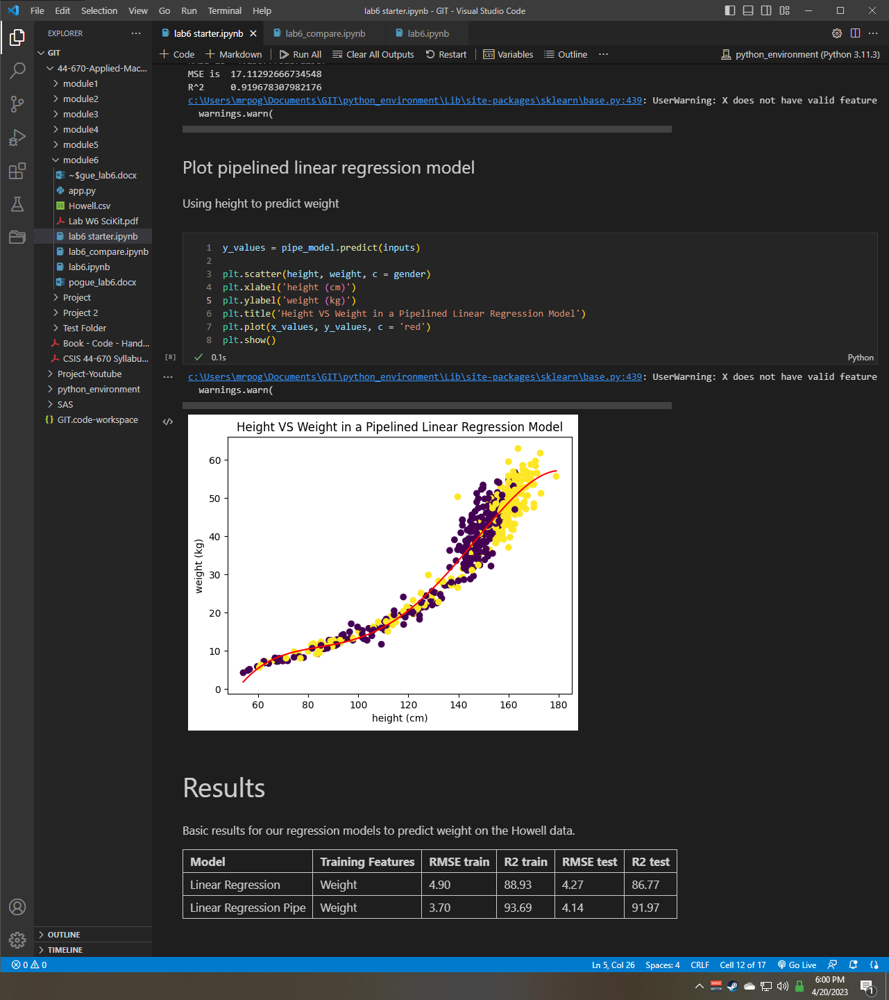 File Edit Selection View Go Run Terminal Help lab6 starter.ipynb - GIT - Visual Studio Code
EXPLORER ···
lab6 starter.ipynb lab6_compare.ipynb lab6.ipynb
GIT
Code Markdown Run All Clear All Outputs Restart Variables Outline ··· python_environment (Python 3.11.3)
44-670-Applied-Mac...
module1
module2
module3
module4
module5
module6
~$gue_lab6.docx
app.py
Howell.csv
Lab W6 SciKit.pdf
lab6 starter.ipynb
lab6_compare.ipynb
lab6.ipynb
pogue_lab6.docx
Project
Project 2
Test Folder
Book - Code - Hand...
CSIS 44-670 Syllabu...
Project-Youtube
python_environment
SAS
GIT.code-workspace
OUTLINE
TIMELINE
MSE is 17.11292666734548
R^2 0.919678307982176
c:\Users\mrpog\Documents\GIT\python_environment\Lib\site-packages\sklearn\base.py:439: UserWarning: X does not have valid feature
warnings.warn(
Plot pipelined linear regression model
Using height to predict weight
1 y_values = pipe_model.predict(inputs)
2
3 plt.scatter(height, weight, c = gender)
4 plt.xlabel('height (cm)')
5 plt.ylabel('weight (kg)')
6 plt.title('Height VS Weight in a Pipelined Linear Regression Model')
7 plt.plot(x_values, y_values, c = 'red')
8 plt.show()
[8] 0.1s Python
··· c:\Users\mrpog\Documents\GIT\python_environment\Lib\site-packages\sklearn\base.py:439: UserWarning: X does not have valid feature
warnings.warn(
Height VS Weight in a Pipelined Linear Regression Model
60
50
40
30
20
10
0
weight (kg)
60 80 100 120 140 160 180
height (cm)
Results
Basic results for our regression models to predict weight on the Howell data.
Model Training Features RMSE train R2 train RMSE test R2 test
Linear Regression Weight 4.90 88.93 4.27 86.77
Linear Regression Pipe Weight 3.70 93.69 4.14 91.97
0 0 Ln 5, Col 26 Spaces: 4 CRLF Cell 12 of 17 Go Live
6:00 PM
4/20/2023
1